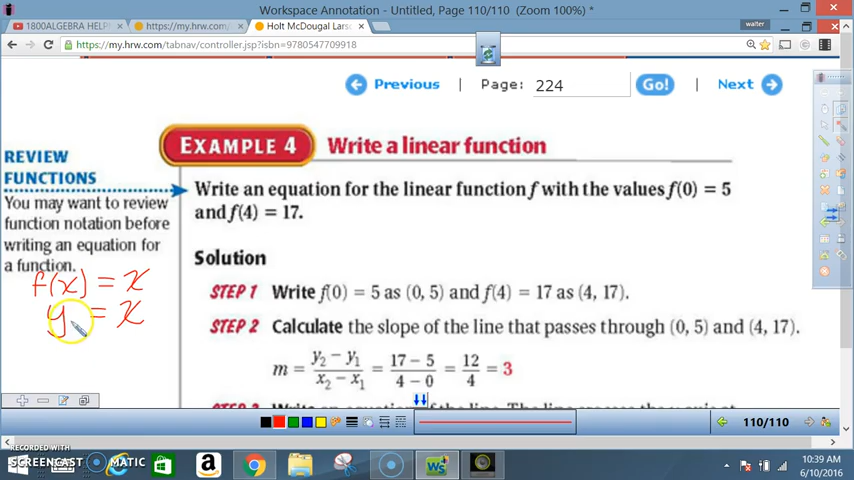 Workspace Annotation - Untitled, Page 110/110 (Zoom 100%) *
1800ALGEBRA HELP
https://my.hrw.com/tabnav/
Holt McDougal Larso
walter
https://my.hrw.com/tabnav/controller.jsp?isbn=9780547709918
Previous | Page: 224 Go! | Next
EXAMPLE 4 Write a linear function
REVIEW
FUNCTIONS
You may want to review
function notation before
writing an equation for
a function.
f(x) = x
y = x
Write an equation for the linear function f with the values f(0) = 5
and f(4) = 17.
Solution
STEP 1 Write f(0) = 5 as (0, 5) and f(4) = 17 as (4, 17).
STEP 2 Calculate the slope of the line that passes through (0, 5) and (4, 17).
m = y₂ − y₁ / x₂ − x₁ = 17 − 5 / 4 − 0 = 12 / 4 = 3
110/110
RECORDED WITH
SCREENCAST MATIC
a
WS
10:39 AM
6/10/2016